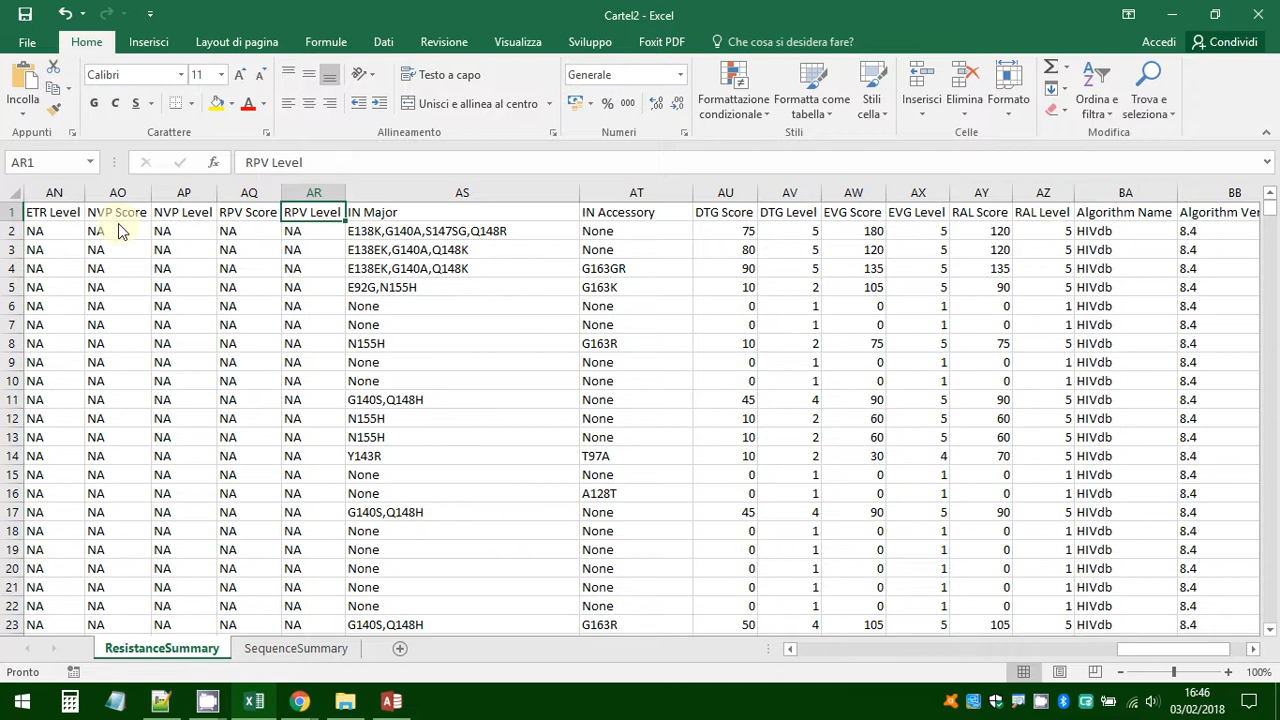 Cartel2 - Excel
File Home Inserisci Layout di pagina Formule Dati Revisione Visualizza Sviluppo Foxit PDF Che cosa si desidera fare? Accedi Condividi
Incolla
Calibri 11
G C S
Testo a capo
Unisci e allinea al centro
Generale
% 000
Formattazione condizionale
Formatta come tabella
Stili cella
Inserisci Elimina Formato
Ordina e filtra
Trova e seleziona
Appunti Carattere Allineamento Numeri Stili Celle Modifica
AR1 fx RPV Level
AN AO AP AQ AR AS AT AU AV AW AX AY AZ BA BB
1 ETR Level NVP Score NVP Level RPV Score RPV Level IN Major IN Accessory DTG Score DTG Level EVG Score EVG Level RAL Score RAL Level Algorithm Name Algorithm Ver
2 NA NA NA NA NA E138K,G140A,S147SG,Q148R None 75 5 180 5 120 5 HIVdb 8.4
3 NA NA NA NA NA E138EK,G140A,Q148K None 80 5 120 5 120 5 HIVdb 8.4
4 NA NA NA NA NA E138EK,G140A,Q148K G163GR 90 5 135 5 135 5 HIVdb 8.4
5 NA NA NA NA NA E92G,N155H G163K 10 2 105 5 90 5 HIVdb 8.4
6 NA NA NA NA NA None None 0 1 0 1 0 1 HIVdb 8.4
7 NA NA NA NA NA None None 0 1 0 1 0 1 HIVdb 8.4
8 NA NA NA NA NA N155H G163R 10 2 75 5 75 5 HIVdb 8.4
9 NA NA NA NA NA None None 0 1 0 1 0 1 HIVdb 8.4
10 NA NA NA NA NA None None 0 1 0 1 0 1 HIVdb 8.4
11 NA NA NA NA NA G140S,Q148H None 45 4 90 5 90 5 HIVdb 8.4
12 NA NA NA NA NA N155H None 10 2 60 5 60 5 HIVdb 8.4
13 NA NA NA NA NA N155H None 10 2 60 5 60 5 HIVdb 8.4
14 NA NA NA NA NA Y143R T97A 10 2 30 4 70 5 HIVdb 8.4
15 NA NA NA NA NA None None 0 1 0 1 0 1 HIVdb 8.4
16 NA NA NA NA NA None A128T 0 1 0 1 0 1 HIVdb 8.4
17 NA NA NA NA NA G140S,Q148H None 45 4 90 5 90 5 HIVdb 8.4
18 NA NA NA NA NA None None 0 1 0 1 0 1 HIVdb 8.4
19 NA NA NA NA NA None None 0 1 0 1 0 1 HIVdb 8.4
20 NA NA NA NA NA None None 0 1 0 1 0 1 HIVdb 8.4
21 NA NA NA NA NA None None 0 1 0 1 0 1 HIVdb 8.4
22 NA NA NA NA NA None None 0 1 0 1 0 1 HIVdb 8.4
23 NA NA NA NA NA G140S,Q148H G163R 50 4 105 5 105 5 HIVdb 8.4
ResistanceSummary SequenceSummary
Pronto 100%
16:46
03/02/2018